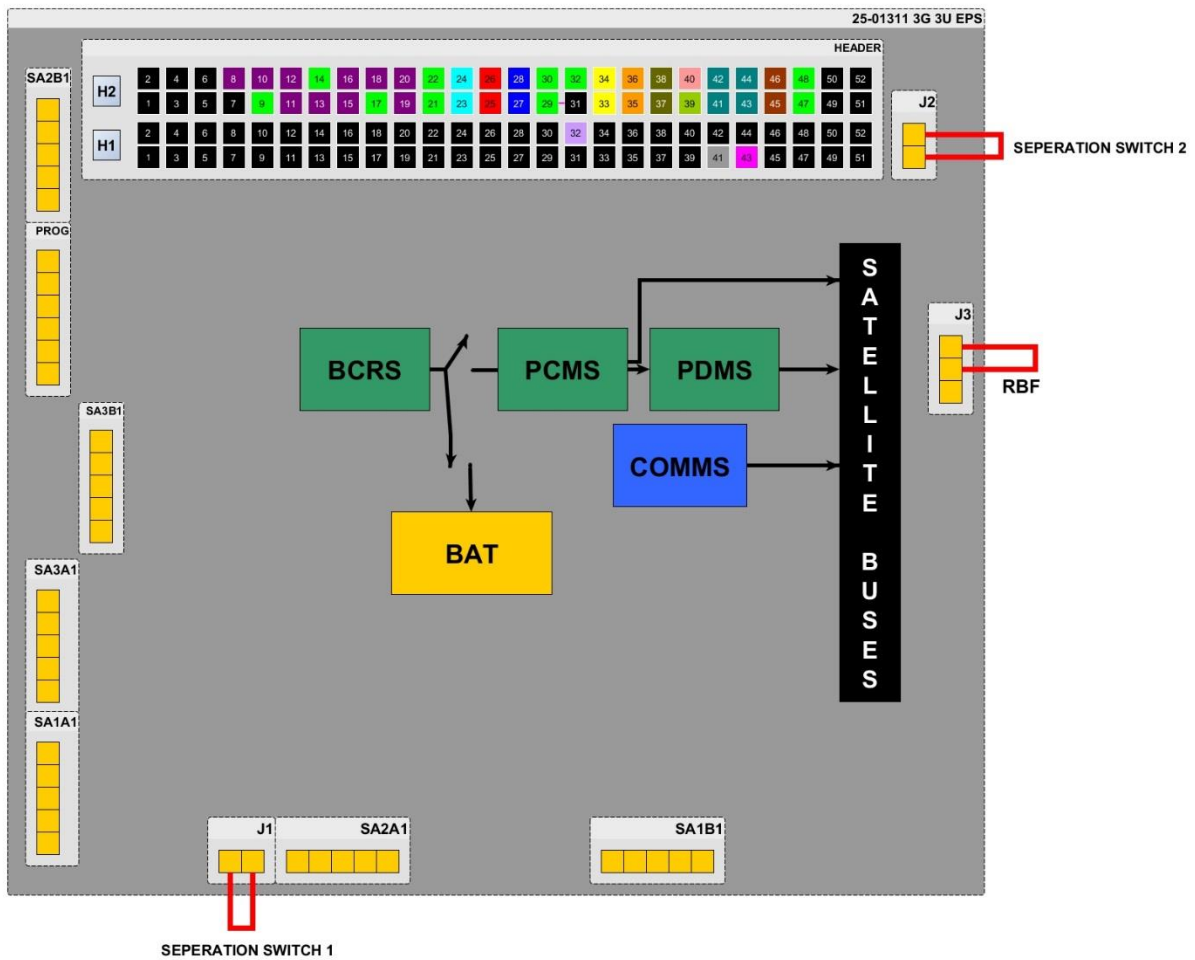 25-01311 3G 3U EPS
HEADER
SA2B1
H2
2 4 6 8 10 12 14 16 18 20 22 24 26 28 30 32 34 36 38 40 42 44 46 48 50 52
1 3 5 7 9 11 13 15 17 19 21 23 25 27 29 31 33 35 37 39 41 43 45 47 49 51
H1
2 4 6 8 10 12 14 16 18 20 22 24 26 28 30 32 34 36 38 40 42 44 46 48 50 52
1 3 5 7 9 11 13 15 17 19 21 23 25 27 29 31 33 35 37 39 41 43 45 47 49 51
J2
SEPERATION SWITCH 2
PROG
SATELLITE BUSES
J3
RBF
BCRS
PCMS
PDMS
SA3B1
COMMS
BAT
SA3A1
SA1A1
J1
SA2A1
SA1B1
SEPERATION SWITCH 1